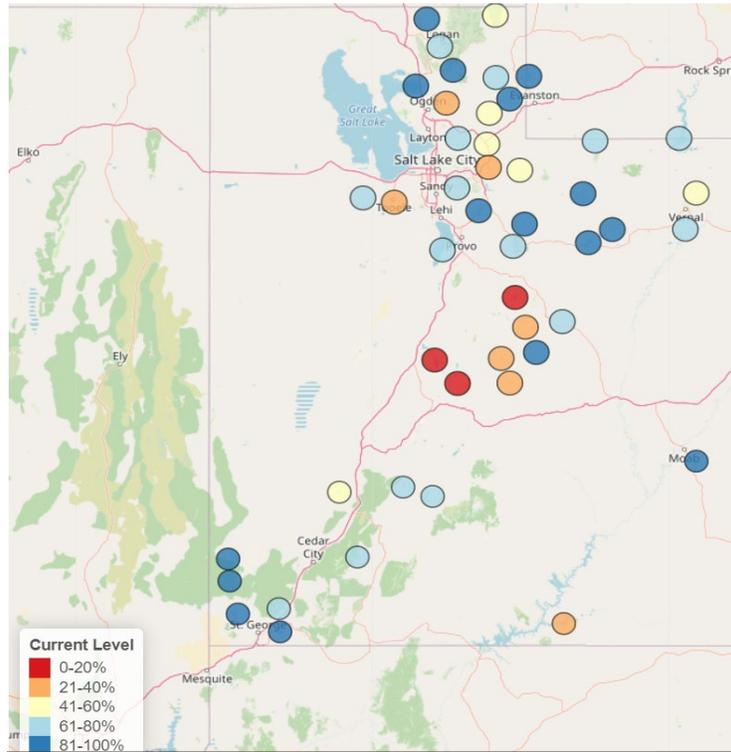 Logan
Rock Spr
Ogden
Evanston
Great
Salt Lake
Layton
Elko
Salt Lake City
Sandy
Tooele
Lehi
Vernal
Provo
Ely
Moab
Cedar
City
St. George
Current Level
0-20%
21-40%
41-60%
61-80%
81-100%
Mesquite